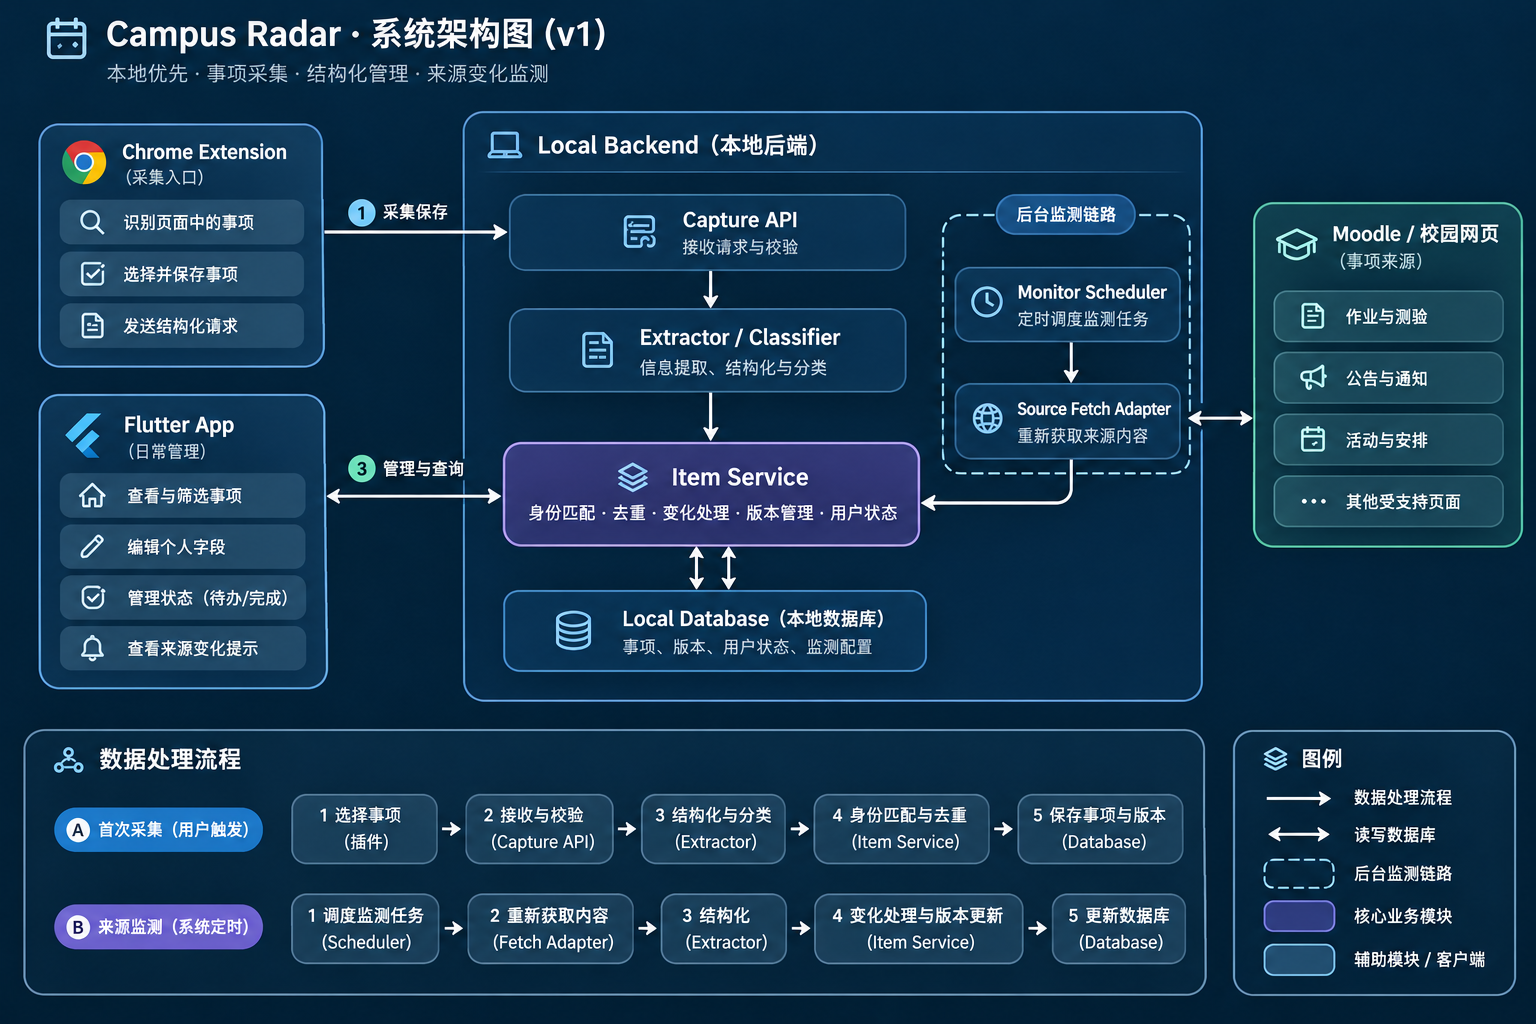 Campus Radar · 系统架构图 (v1)
本地优先 · 事项采集 · 结构化管理 · 来源变化监测
Chrome Extension
（采集入口）
识别页面中的事项
选择并保存事项
发送结构化请求
1 采集保存
Flutter App
（日常管理）
查看与筛选事项
编辑个人字段
管理状态（待办/完成）
查看来源变化提示
3 管理与查询
Local Backend（本地后端）
Capture API
接收请求与校验
Extractor / Classifier
信息提取、结构化与分类
Item Service
身份匹配 · 去重 · 变化处理 · 版本管理 · 用户状态
Local Database（本地数据库）
事项、版本、用户状态、监测配置
后台监测链路
Monitor Scheduler
定时调度监测任务
Source Fetch Adapter
重新获取来源内容
Moodle / 校园网页
（事项来源）
作业与测验
公告与通知
活动与安排
其他受支持页面
数据处理流程
A 首次采集（用户触发）
1 选择事项
(插件)
2 接收与校验
(Capture API)
3 结构化与分类
(Extractor)
4 身份匹配与去重
(Item Service)
5 保存事项与版本
(Database)
B 来源监测（系统定时）
1 调度监测任务
(Scheduler)
2 重新获取内容
(Fetch Adapter)
3 结构化
(Extractor)
4 变化处理与版本更新
(Item Service)
5 更新数据库
(Database)
图例
数据处理流程
读写数据库
后台监测链路
核心业务模块
辅助模块 / 客户端